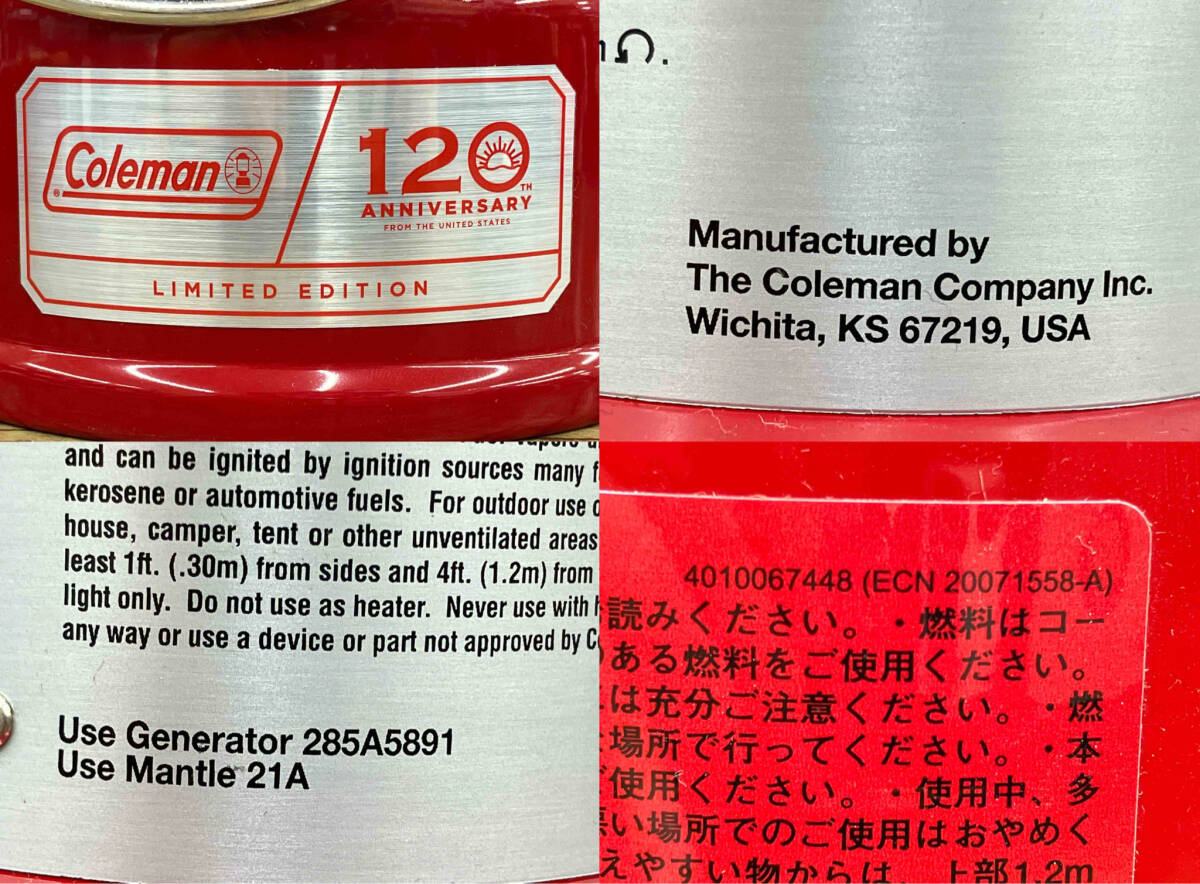 Coleman
®
120
TH
ANNIVERSARY
FROM THE UNITED STATES
LIMITED EDITION
Manufactured by
The Coleman Company Inc.
Wichita, KS 67219, USA
and can be ignited by ignition sources many
kerosene or automotive fuels. For outdoor use
house, camper, tent or other unventilated areas
least 1ft. (.30m) from sides and 4ft. (1.2m) from
light only. Do not use as heater. Never use with
any way or use a device or part not approved by
Use Generator 285A5891
Use Mantle 21A
4010067448 (ECN 20071558-A)
読みください。・燃料はコー
ある燃料をご使用ください。
は充分ご注意ください。・燃
場所で行ってください。・本
使用ください。・使用中、多
い場所でのご使用はおやめく
えやすい物からは、上部1.2m